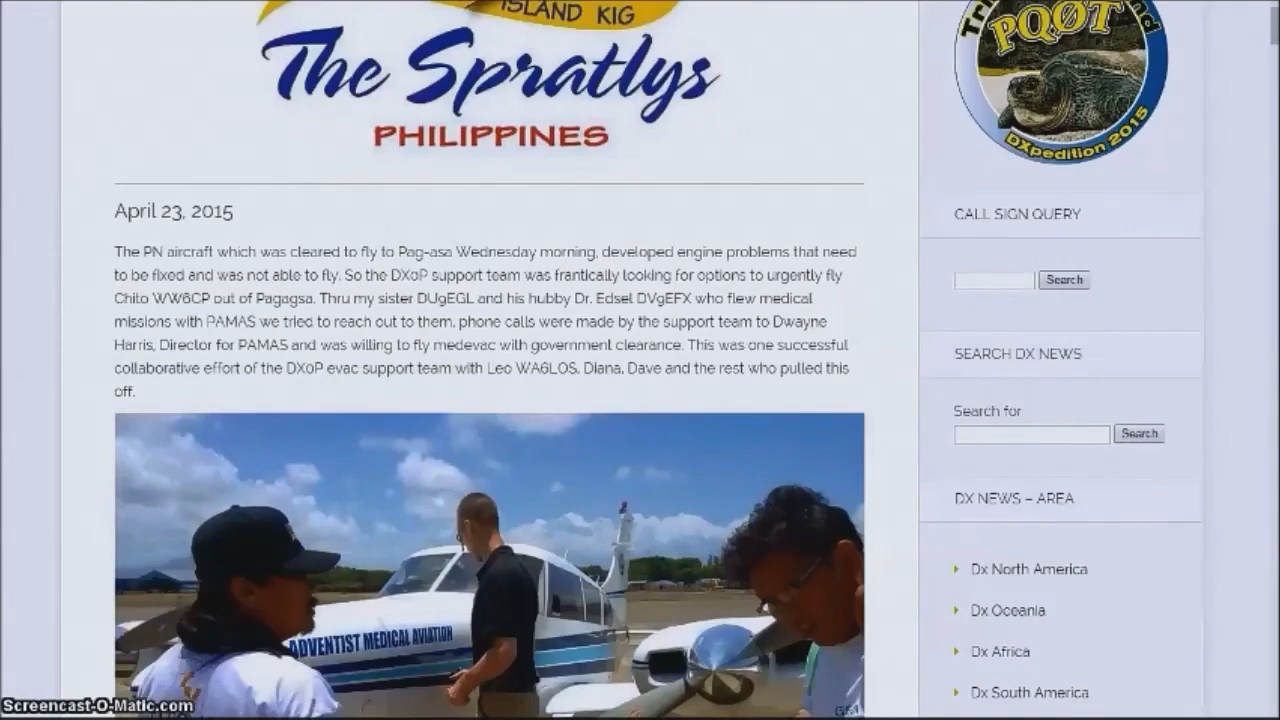 ISLAND KIG
The Spratlys
PHILIPPINES
April 23, 2015
The PN aircraft which was cleared to fly to Pag-asa Wednesday morning, developed engine problems that need
to be fixed and was not able to fly. So the DX0P support team was frantically looking for options to urgently fly
Chito WW6CP out of Pagagsa. Thru my sister DU9EGL and his hubby Dr. Edsel DV9EFX who flew medical
missions with PAMAS we tried to reach out to them, phone calls were made by the support team to Dwayne
Harris, Director for PAMAS and was willing to fly medevac with government clearance. This was one successful
collaborative effort of the DX0P evac support team with Leo WA6LOS, Diana, Dave and the rest who pulled this
off.
ADVENTIST MEDICAL AVIATION
PQØT
DXpedition 2015
CALL SIGN QUERY
Search
SEARCH DX NEWS
Search for
Search
DX NEWS – AREA
Dx North America
Dx Oceania
Dx Africa
Dx South America
Screencast-O-Matic.com